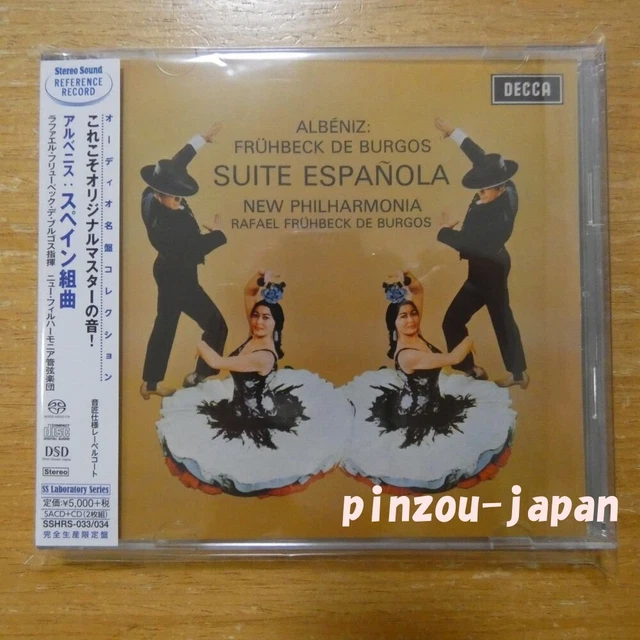 Stereo Sound
REFERENCE
RECORD
オーディオ名盤コレクション
これこそオリジナルマスターの音!
アルベニス:スペイン組曲
ラファエル・フリューベック・デ・ブルゴス指揮 ニュー・フィルハーモニア管弦楽団
音匠仕様レーベルコート
DSD
Stereo
SS Laboratory Series
定価:¥5,000+税
SACD+CD(2枚組)
SSHRS-033/034
完全生産限定盤
DECCA
ALBÉNIZ:
FRÜHBECK DE BURGOS
SUITE ESPAÑOLA
NEW PHILHARMONIA
RAFAEL FRÜHBECK DE BURGOS
pinzou-japan